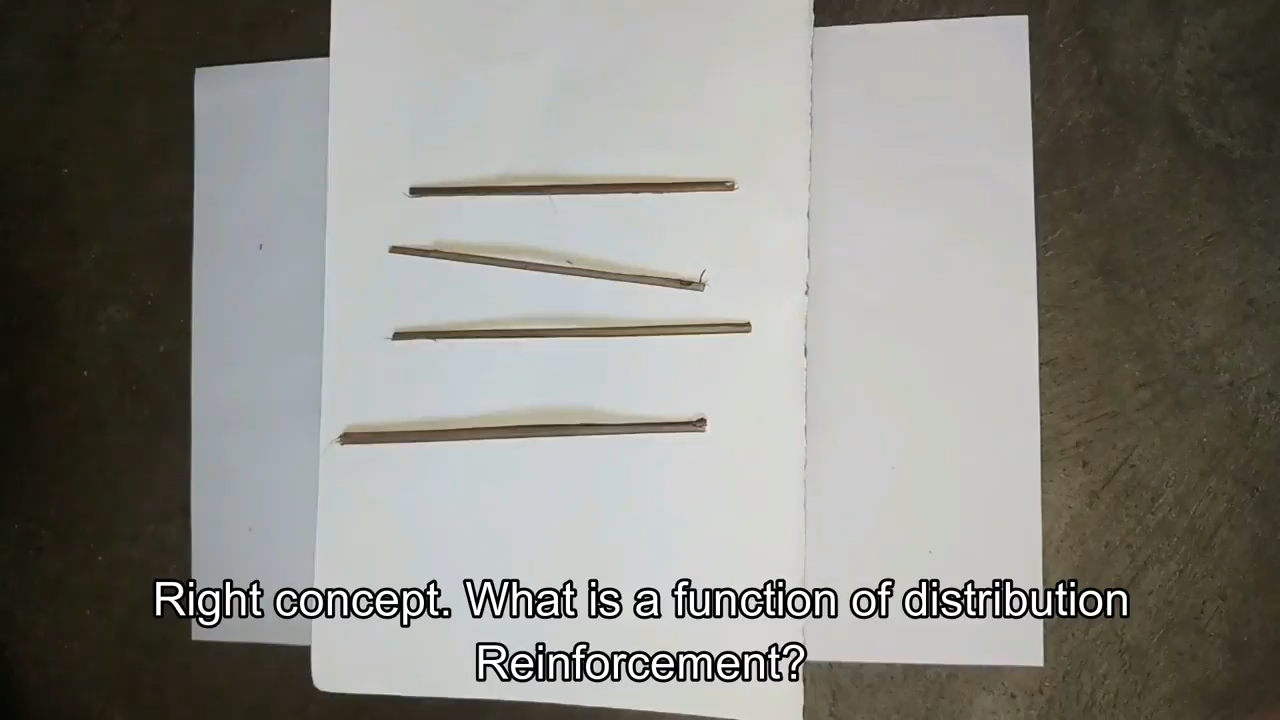 Right concept. What is a function of distribution
Reinforcement?